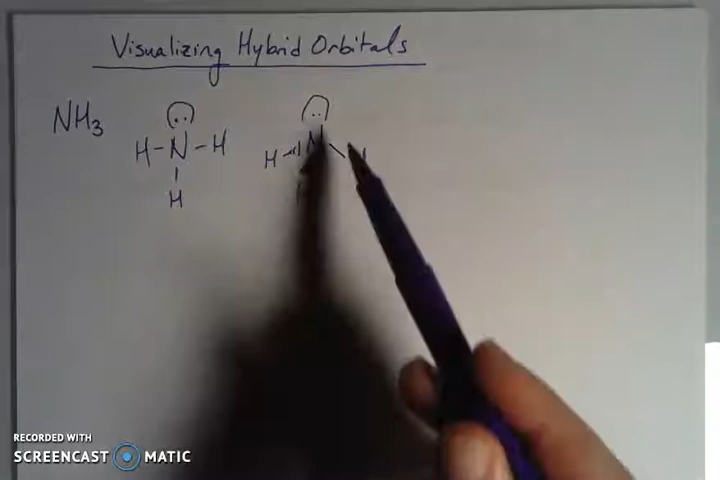 Visualizing Hybrid Orbitals
NH3
H-N-H
H
H N H
RECORDED WITH
SCREENCAST MATIC